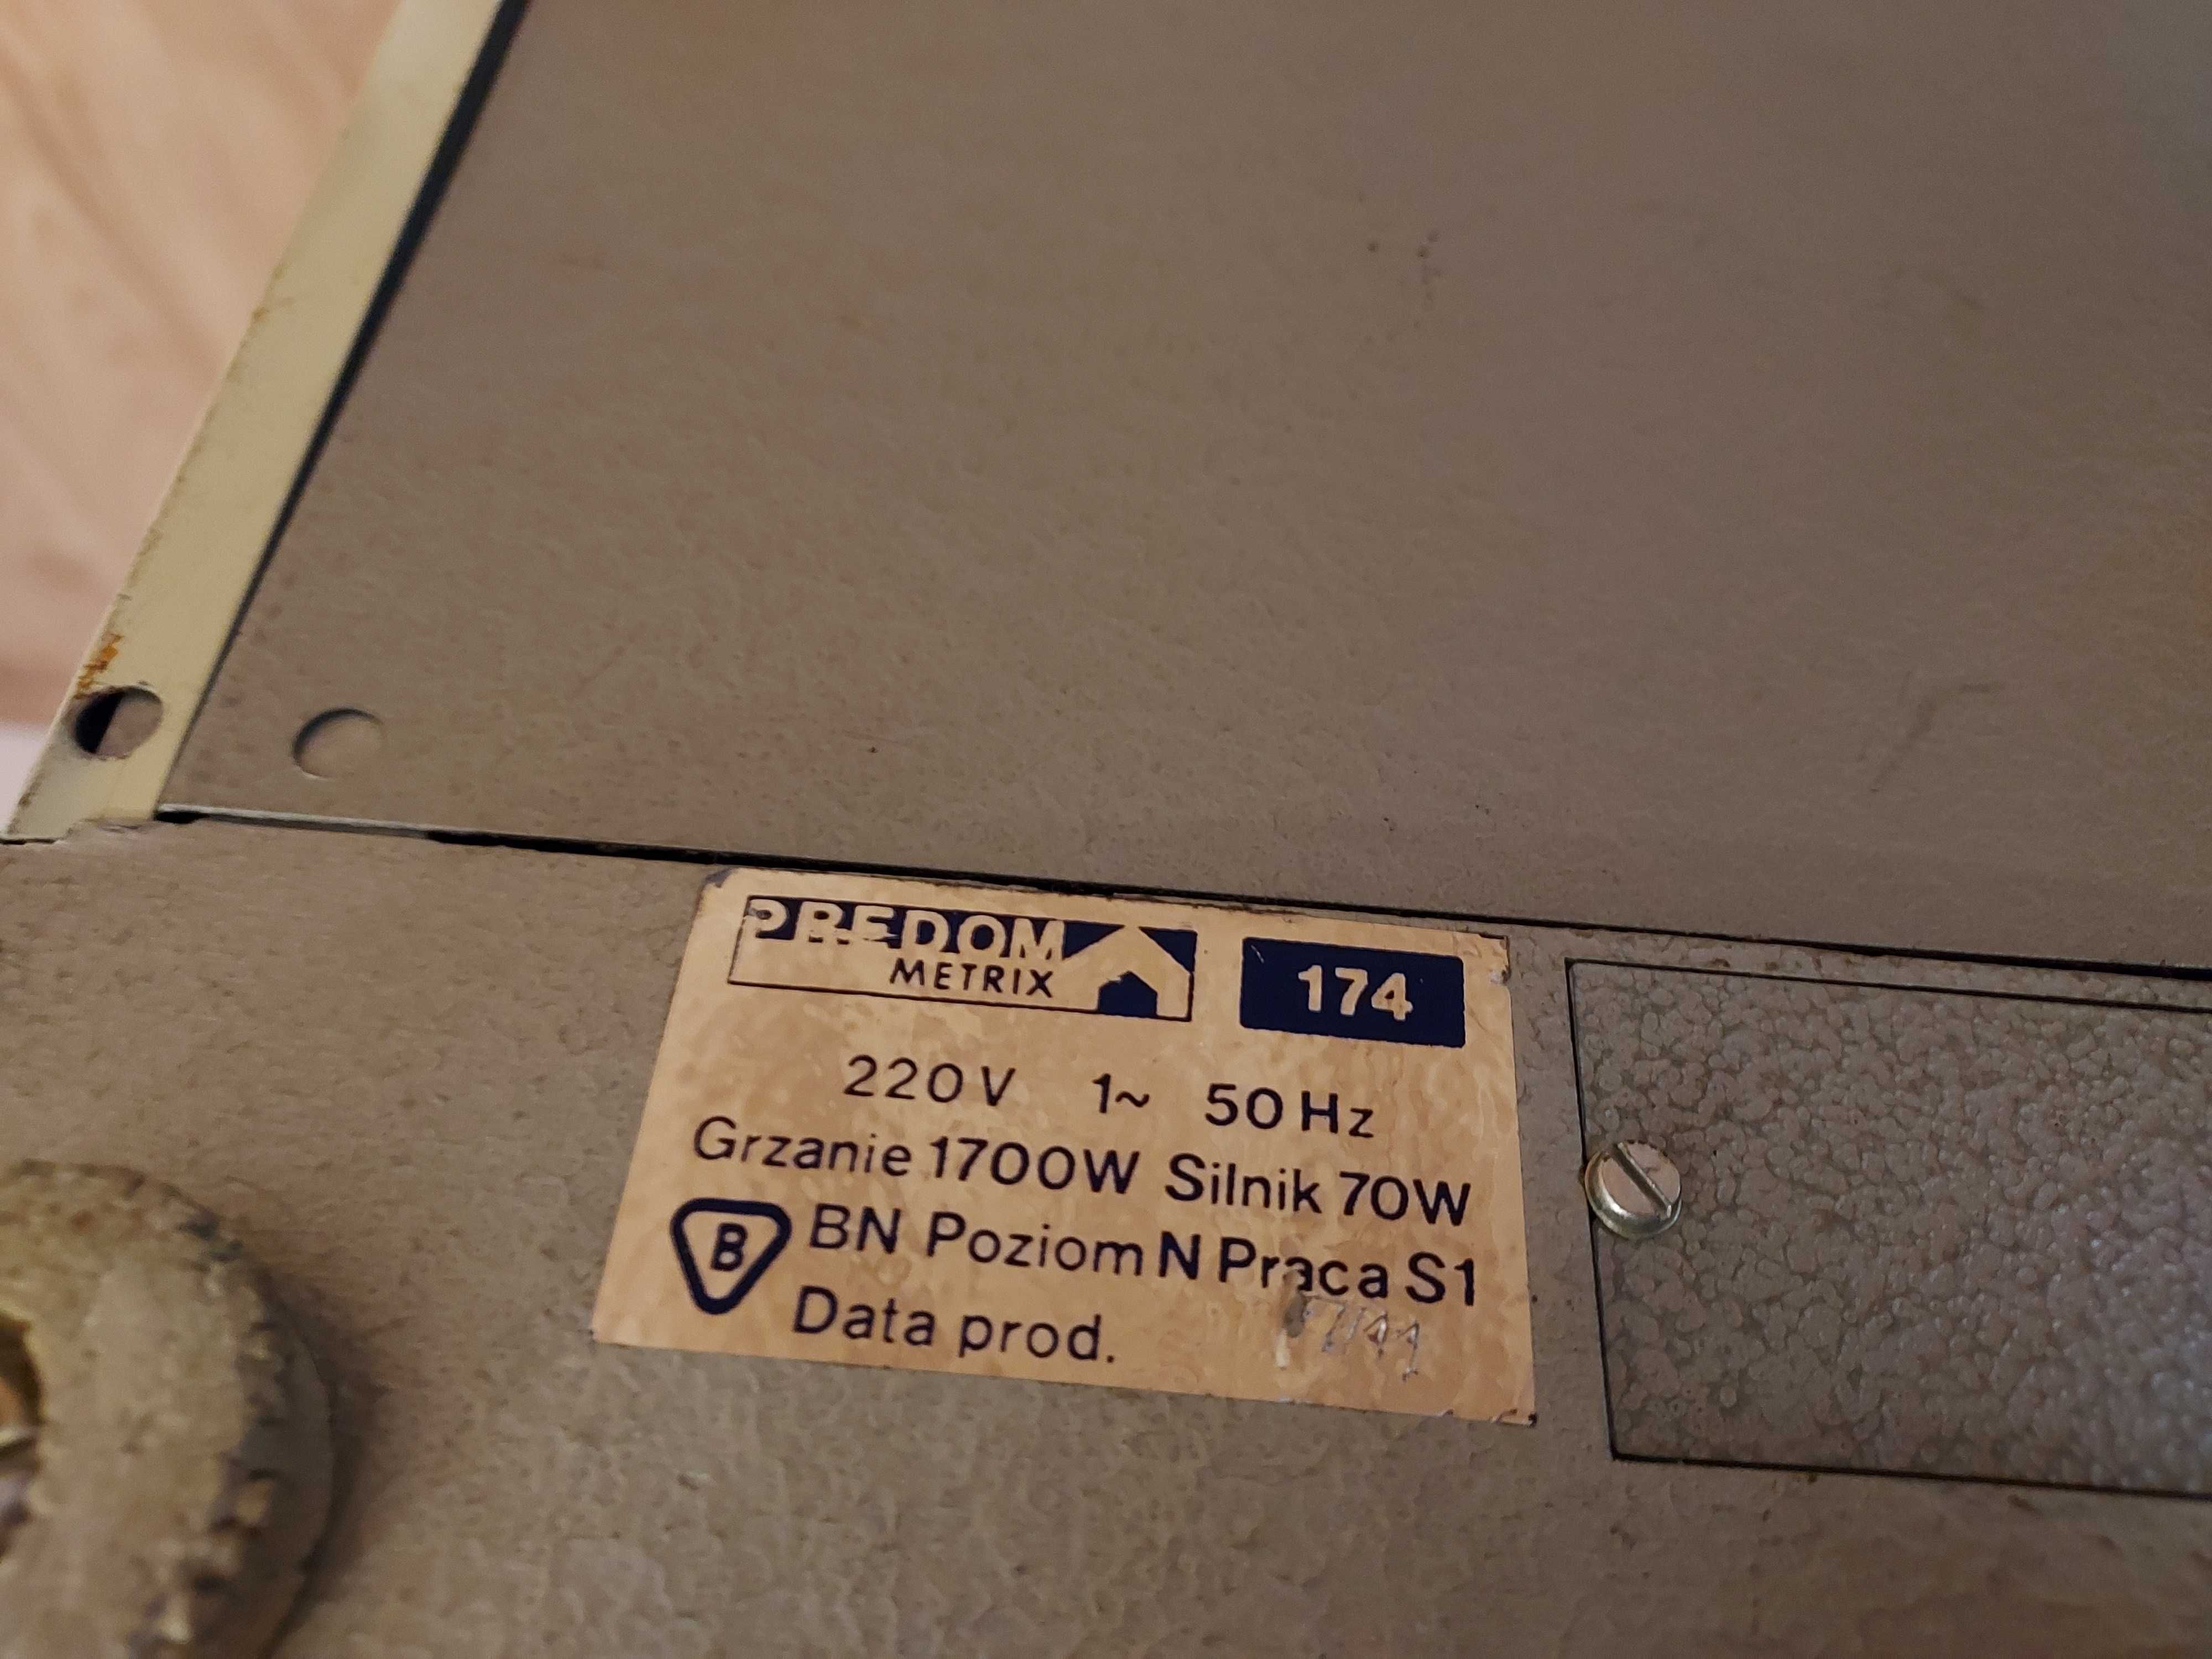 PREDOM
METRIX
174
220V 1~ 50Hz
Grzanie 1700W Silnik 70W
B BN Poziom N Praca S1
Data prod.